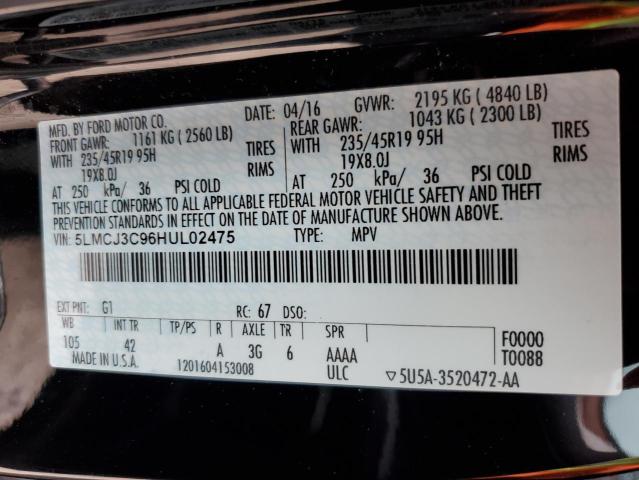 MFD. BY FORD MOTOR CO. DATE: 04/16 GVWR: 2195 KG ( 4840 LB)
FRONT GAWR: 1161 KG ( 2560 LB) REAR GAWR: 1043 KG ( 2300 LB)
WITH 235/45R19 95H TIRES WITH 235/45R19 95H TIRES
19X8.0J RIMS 19X8.0J RIMS
AT 250 kPa/ 36 PSI COLD AT 250 kPa/ 36 PSI COLD
THIS VEHICLE CONFORMS TO ALL APPLICABLE FEDERAL MOTOR VEHICLE SAFETY AND THEFT
PREVENTION STANDARDS IN EFFECT ON THE DATE OF MANUFACTURE SHOWN ABOVE.
VIN: 5LMCJ3C96HUL02475 TYPE: MPV
EXT PNT: G1 RC: 67 DSO:
WB INT TR TP/PS R AXLE TR SPR F0000
105 42 A 3G 6 AAAA T0088
MADE IN U.S.A. 1201604153008 ULC ▽5U5A-3520472-AA